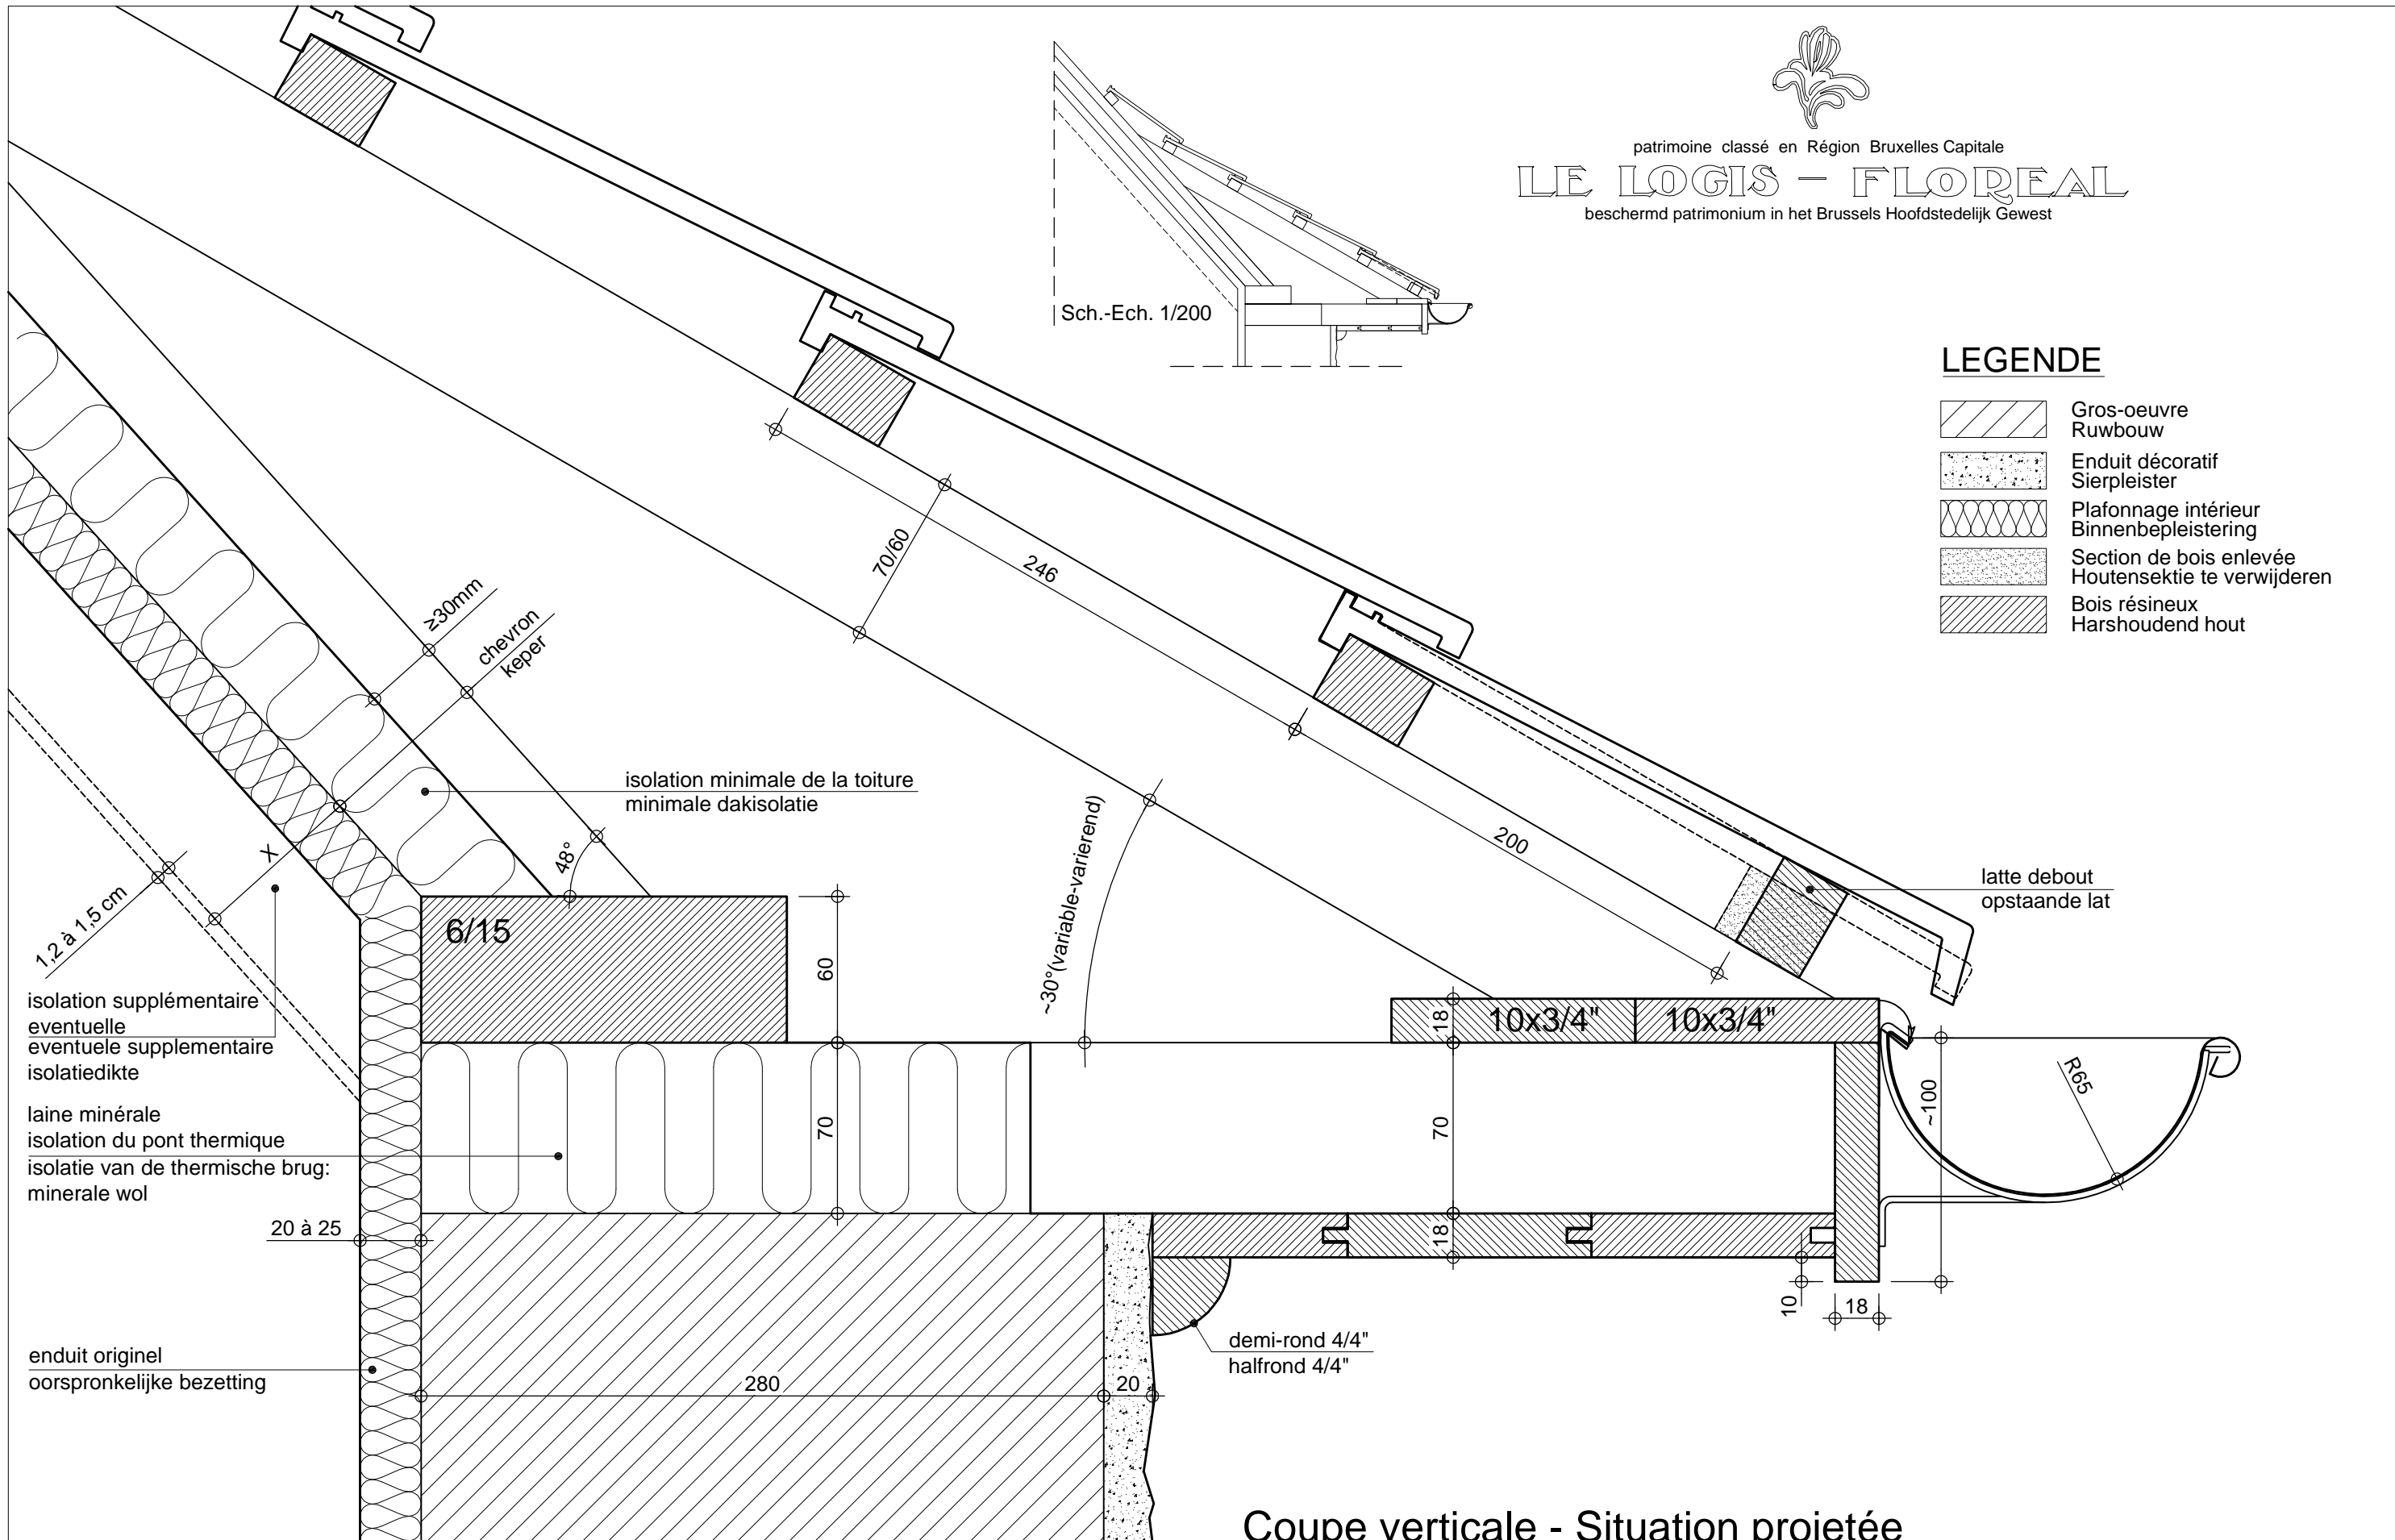 patrimoine classé en Région Bruxelles Capitale
LE LOGIS - FLOREAL
beschermd patrimonium in het Brussels Hoofdstedelijk Gewest
Sch.-Ech. 1/200
LEGENDE
Gros-oeuvre
Ruwbouw
Enduit décoratif
Sierpleister
Plafonnage intérieur
Binnenbepleistering
Section de bois enlevée
Houtensektie te verwijderen
Bois résineux
Harshoudend hout
70/60
246
≥30mm
chevron
keper
isolation minimale de la toiture
minimale dakisolatie
48°
X
1,2 à 1,5 cm
~30°(variable-varierend)
200
latte debout
opstaande lat
6/15
60
18
10x3/4"
10x3/4"
isolation supplémentaire
eventuelle
eventuele supplementaire
isolatiedikte
laine minérale
isolation du pont thermique
isolatie van de thermische brug:
minerale wol
70
70
~100
R65
20 à 25
18
10
18
demi-rond 4/4"
halfrond 4/4"
enduit originel
oorspronkelijke bezetting
280
20
Coupe verticale - Situation projetée